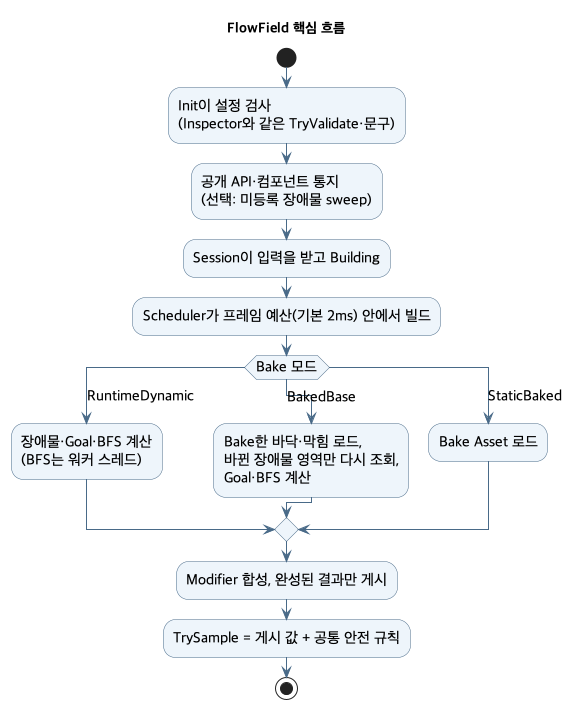 FlowField 핵심 흐름
Init이 설정 검사
(Inspector와 같은 TryValidate·문구)
공개 API·컴포넌트 통지
(선택: 미등록 장애물 sweep)
Session이 입력을 받고 Building
Scheduler가 프레임 예산(기본 2ms) 안에서 빌드
Bake 모드
RuntimeDynamic
BakedBase
StaticBaked
장애물·Goal·BFS 계산
(BFS는 워커 스레드)
Bake한 바닥·막힘 로드,
바뀐 장애물 영역만 다시 조회,
Goal·BFS 계산
Bake Asset 로드
Modifier 합성, 완성된 결과만 게시
TrySample = 게시 값 + 공통 안전 규칙